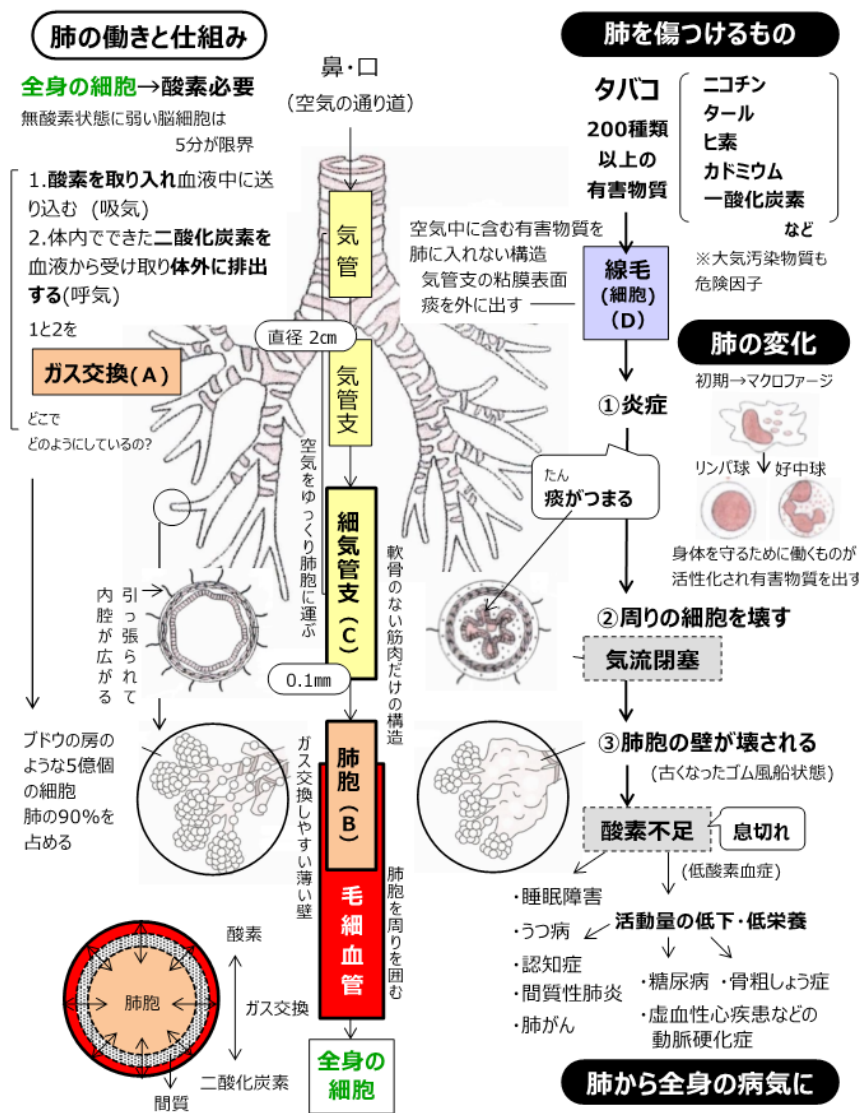 肺の働きと仕組み
全身の細胞→酸素必要
無酸素状態に弱い脳細胞は
5分が限界
1.酸素を取り入れ血液中に送
り込む (吸気)
2.体内でできた二酸化炭素を
血液から受け取り体外に排出
する(呼気)
1と2を
ガス交換(A)
どこで
どのようにしているの?
引っ張られて
内腔が広がる
ブドウの房の
ような5億個
の細胞
肺の90%を
占める
鼻・口
(空気の通り道)
気管
直径 2㎝
気管支
空気をゆっくり肺胞に運ぶ
細気管支(C)
軟骨のない筋肉だけの構造
0.1㎜
肺胞(B)
ガス交換しやすい薄い壁
毛細血管
肺胞を周りを囲む
全身の
細胞
酸素
肺胞
ガス交換
二酸化炭素
間質
肺を傷つけるもの
タバコ
200種類
以上の
有害物質
ニコチン
タール
ヒ素
カドミウム
一酸化炭素
など
※大気汚染物質も
危険因子
空気中に含む有害物質を
肺に入れない構造
気管支の粘膜表面
痰を外に出す
線毛
(細胞)
(D)
肺の変化
初期→マクロファージ
リンパ球
好中球
身体を守るために働くものが
活性化され有害物質を出す
①炎症
たん
痰がつまる
②周りの細胞を壊す
気流閉塞
③肺胞の壁が壊される
(古くなったゴム風船状態)
酸素不足
息切れ
(低酸素血症)
・睡眠障害
・うつ病
・認知症
・間質性肺炎
・肺がん
活動量の低下・低栄養
・糖尿病
・骨粗しょう症
・虚血性心疾患などの
動脈硬化症
肺から全身の病気に